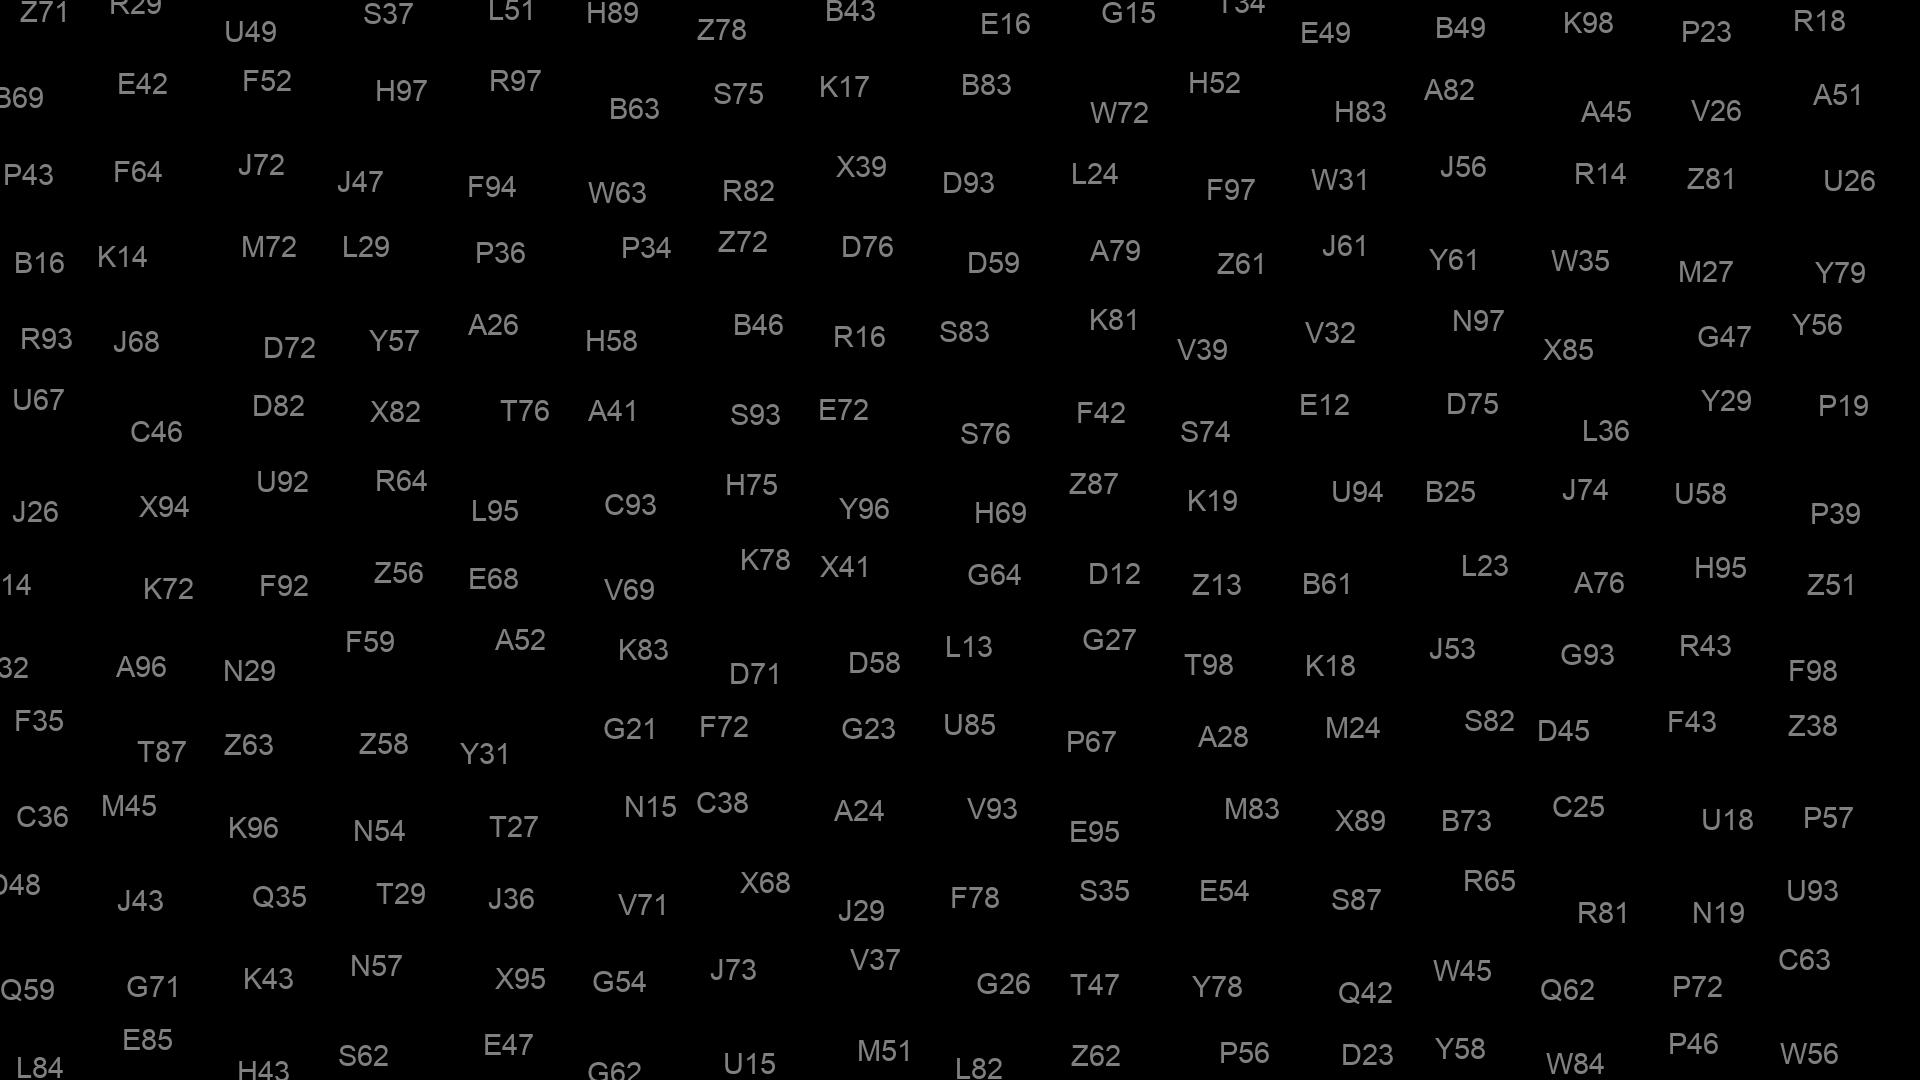 Z71 R29 U49 S37 L51 H89 Z78 B43 E16 G15 T34 E49 B49 K98 P23 R18
B69 E42 F52 H97 R97 B63 S75 K17 B83 W72 H52 H83 A82 A45 V26 A51
P43 F64 J72 J47 F94 W63 R82 X39 D93 L24 F97 W31 J56 R14 Z81 U26
B16 K14 M72 L29 P36 P34 Z72 D76 D59 A79 Z61 J61 Y61 W35 M27 Y79
R93 J68 D72 Y57 A26 H58 B46 R16 S83 K81 V39 V32 N97 X85 G47 Y56
U67 C46 D82 X82 T76 A41 S93 E72 S76 F42 S74 E12 D75 L36 Y29 P19
J26 X94 U92 R64 L95 C93 H75 Y96 H69 Z87 K19 U94 B25 J74 U58 P39
14 K72 F92 Z56 E68 V69 K78 X41 G64 D12 Z13 B61 L23 A76 H95 Z51
32 A96 N29 F59 A52 K83 D71 D58 L13 G27 T98 K18 J53 G93 R43 F98
F35 T87 Z63 Z58 Y31 G21 F72 G23 U85 P67 A28 M24 S82 D45 F43 Z38
C36 M45 K96 N54 T27 N15 C38 A24 V93 E95 M83 X89 B73 C25 U18 P57
48 J43 Q35 T29 J36 V71 X68 J29 F78 S35 E54 S87 R65 R81 N19 U93
Q59 G71 K43 N57 X95 G54 J73 V37 G26 T47 Y78 Q42 W45 Q62 P72 C63
L84 E85 H43 S62 E47 G62 U15 M51 L82 Z62 P56 D23 Y58 W84 P46 W56